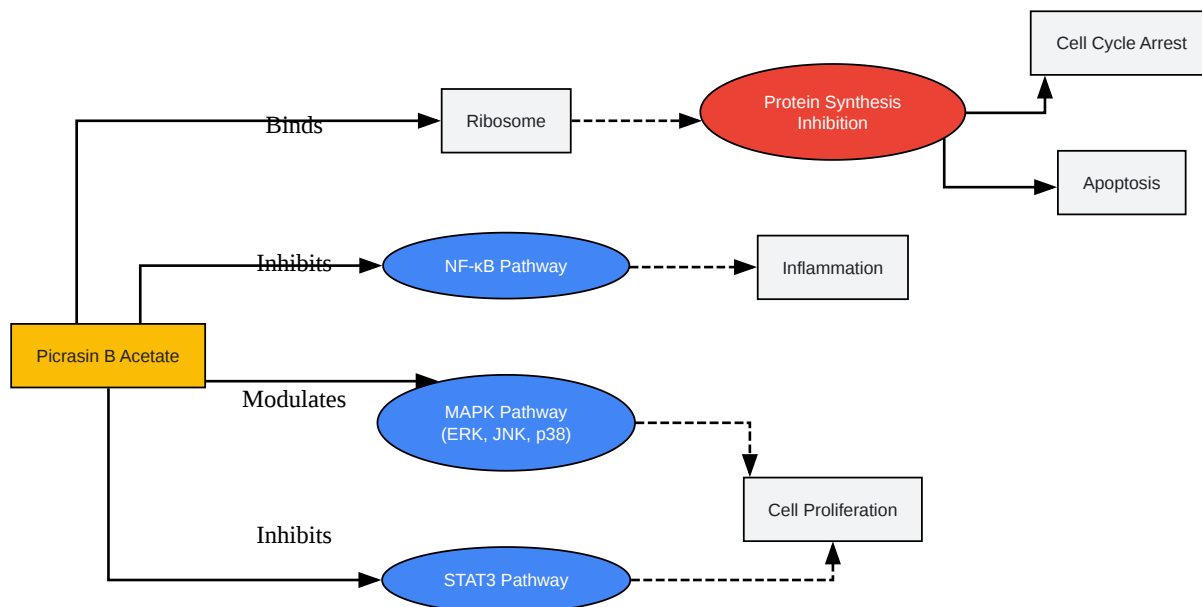 Cell Cycle Arrest
Protein Synthesis
Inhibition
Binds
Ribosome
Apoptosis
Inhibits
NF-κB Pathway
Inflammation
Picrasin B Acetate
Modulates
MAPK Pathway
(ERK, JNK, p38)
Cell Proliferation
Inhibits
STAT3 Pathway